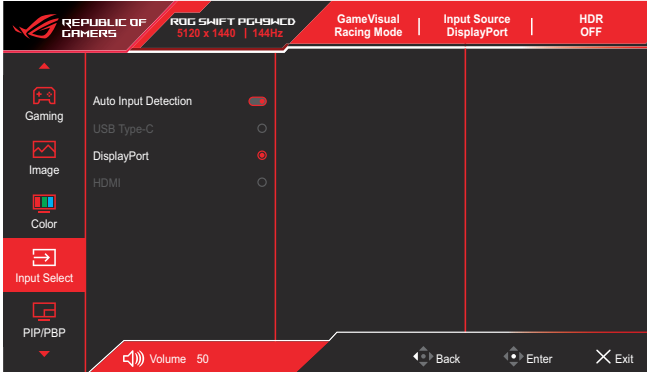 REPUBLIC OF
GAMERS
ROG SWIFT PG49WCD
5120 x 1440 | 144Hz
GameVisual
Racing Mode
Input Source
DisplayPort
HDR
OFF
Gaming
Image
Color
Input Select
PIP/PBP
Auto Input Detection
USB Type-C
DisplayPort
HDMI
Volume 50
Back
Enter
Exit